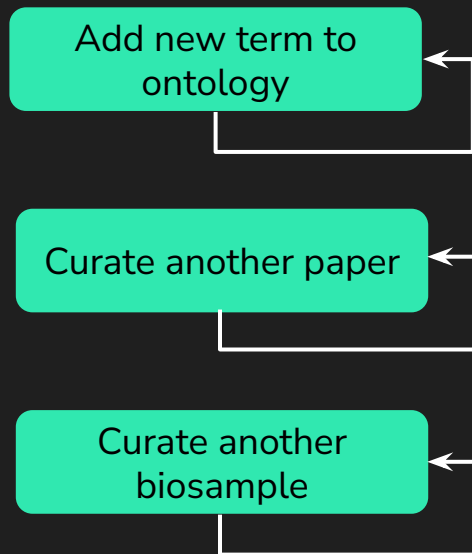 Add new term to
ontology
Curate another paper
Curate another
biosample